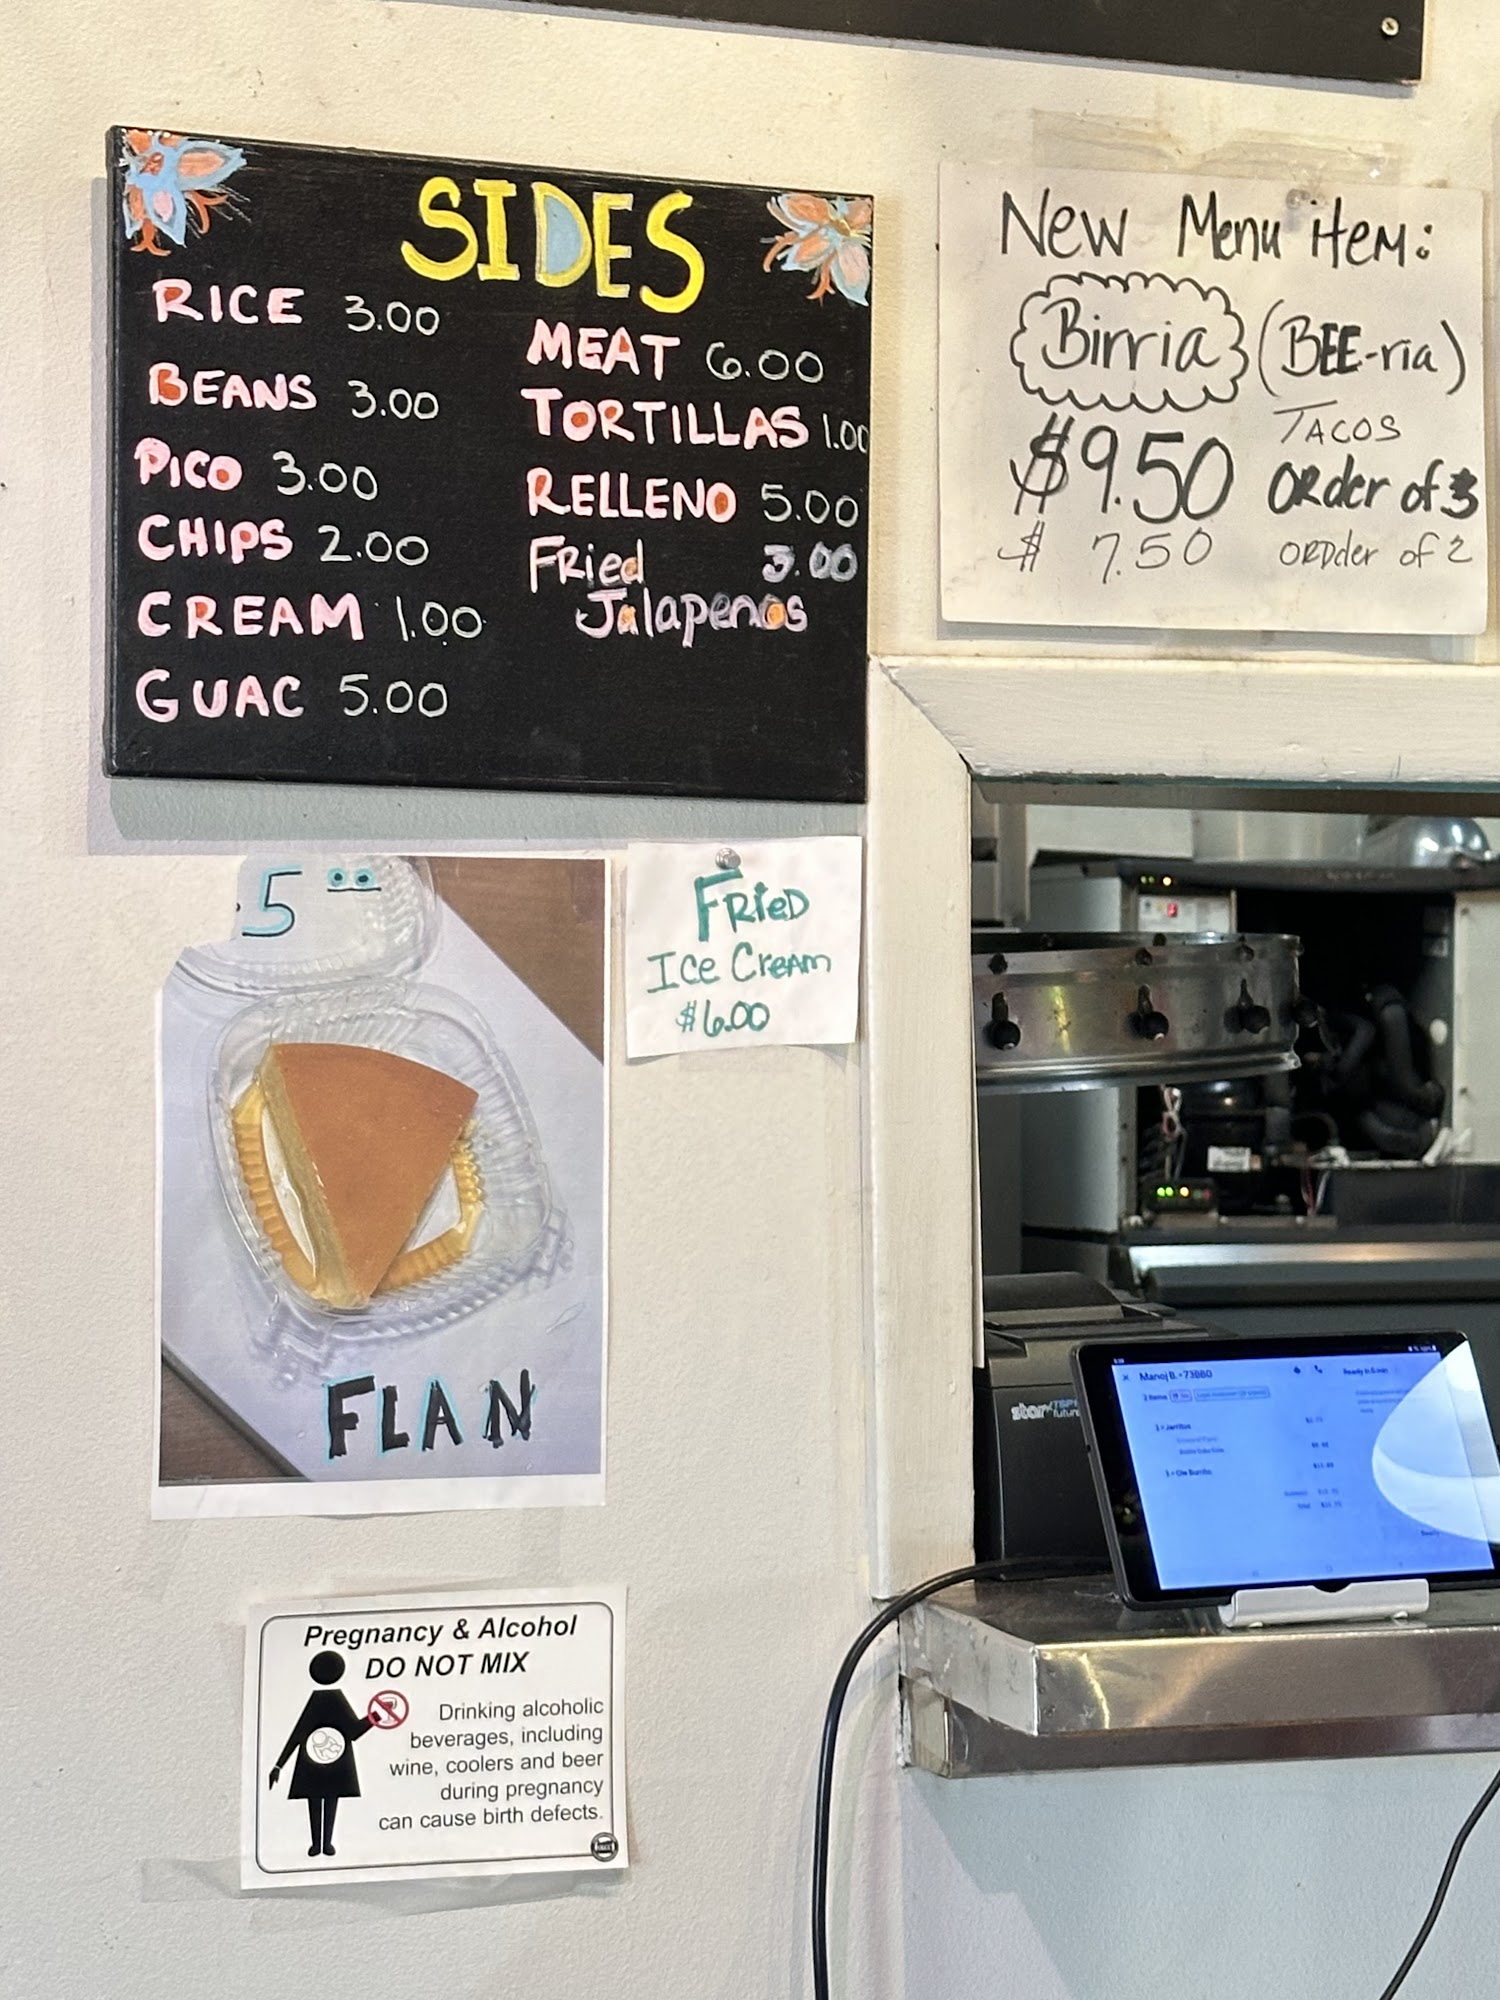 SIDES
RICE 3.00
BEANS 3.00
PICO 3.00
CHIPS 2.00
CREAM 1.00
GUAC 5.00
MEAT 6.00
TORTILLAS 1.00
RELLENO 5.00
Fried 3.00
Jalapenos
New Menu item:
Birria (BEE-ria)
TACOS
$9.50 Order of 3
$ 7.50 order of 2
5.00
FLAN
Fried
Ice Cream
$6.00
Pregnancy & Alcohol
DO NOT MIX
Drinking alcoholic
beverages, including
wine, coolers and beer
during pregnancy
can cause birth defects.
star
Manoj B.